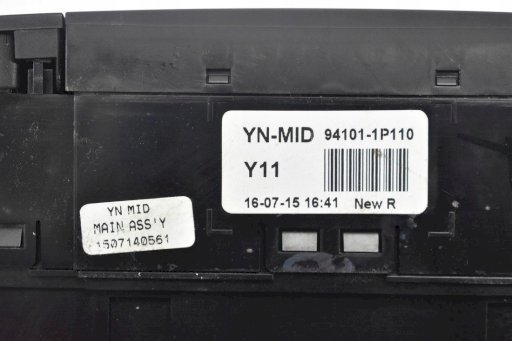 YN-MID 94101-1P110
Y11
16-07-15 16:41 New R
YN MID
MAIN ASS'Y
1507140561